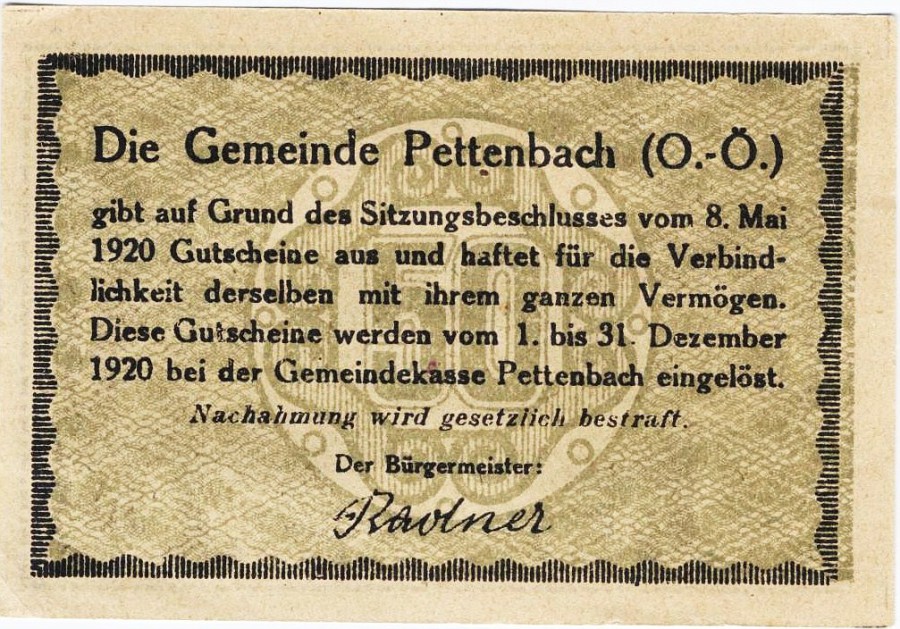 Die Gemeinde Pettenbach (O.-Ö.)
gibt auf Grund des Sitzungsbeschlusses vom 8. Mai
1920 Gutscheine aus und haftet für die Verbind-
lichkeit derselben mit ihrem ganzen Vermögen.
Diese Gutscheine werden vom 1. bis 31. Dezember
1920 bei der Gemeindekasse Pettenbach eingelöst.
Nachahmung wird gesetzlich bestraft.
Der Bürgermeister:
Radner
50